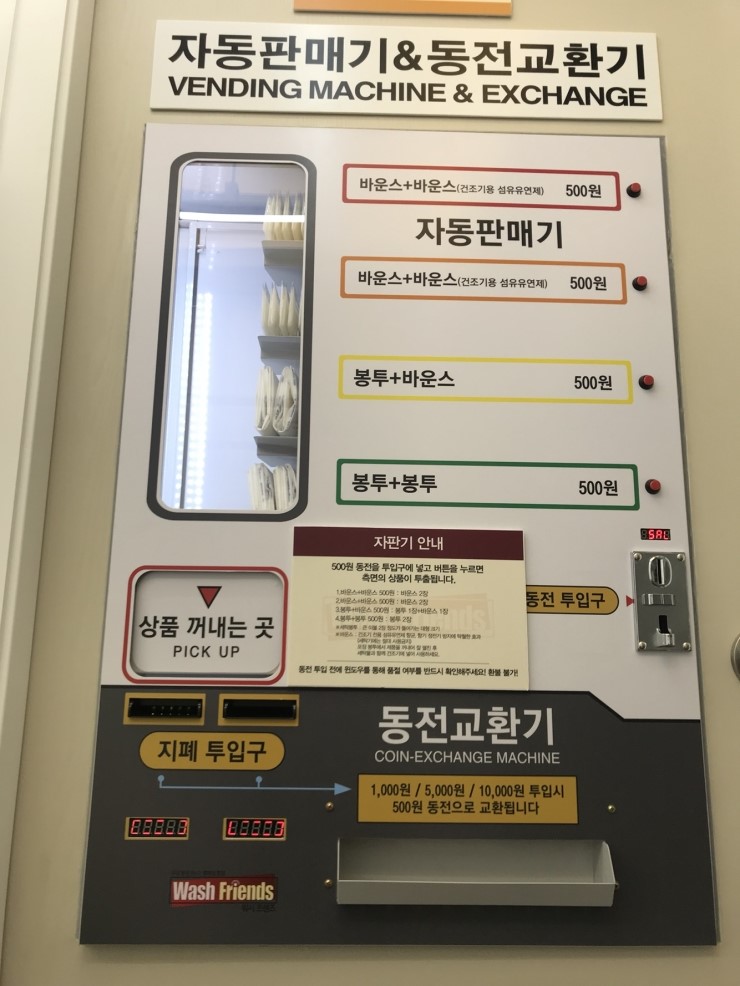 자동판매기&동전교환기
VENDING MACHINE & EXCHANGE
바운스+바운스(건조기용 섬유유연제) 500원
자동판매기
바운스+바운스(건조기용 섬유유연제) 500원
봉투+바운스 500원
봉투+봉투 500원
자판기 안내
500원 동전을 투입구에 넣고 버튼을 누르면
측면의 상품이 투출됩니다.
1.바운스+바운스 500원 : 바운스 2장
2.바운스+바운스 500원 : 바운스 2장
3.봉투+바운스 500원 : 봉투 1장+바운스 1장
4.봉투+봉투 500원 : 봉투 2장
동전 투입 전에 윈도우를 통해 품절 여부를 반드시 확인해주세요! 환불 불가!
SAL
동전 투입구
상품 꺼내는 곳
PICK UP
지폐 투입구
동전교환기
COIN-EXCHANGE MACHINE
1,000원 / 5,000원 / 10,000원 투입시
500원 동전으로 교환됩니다
Wash Friends